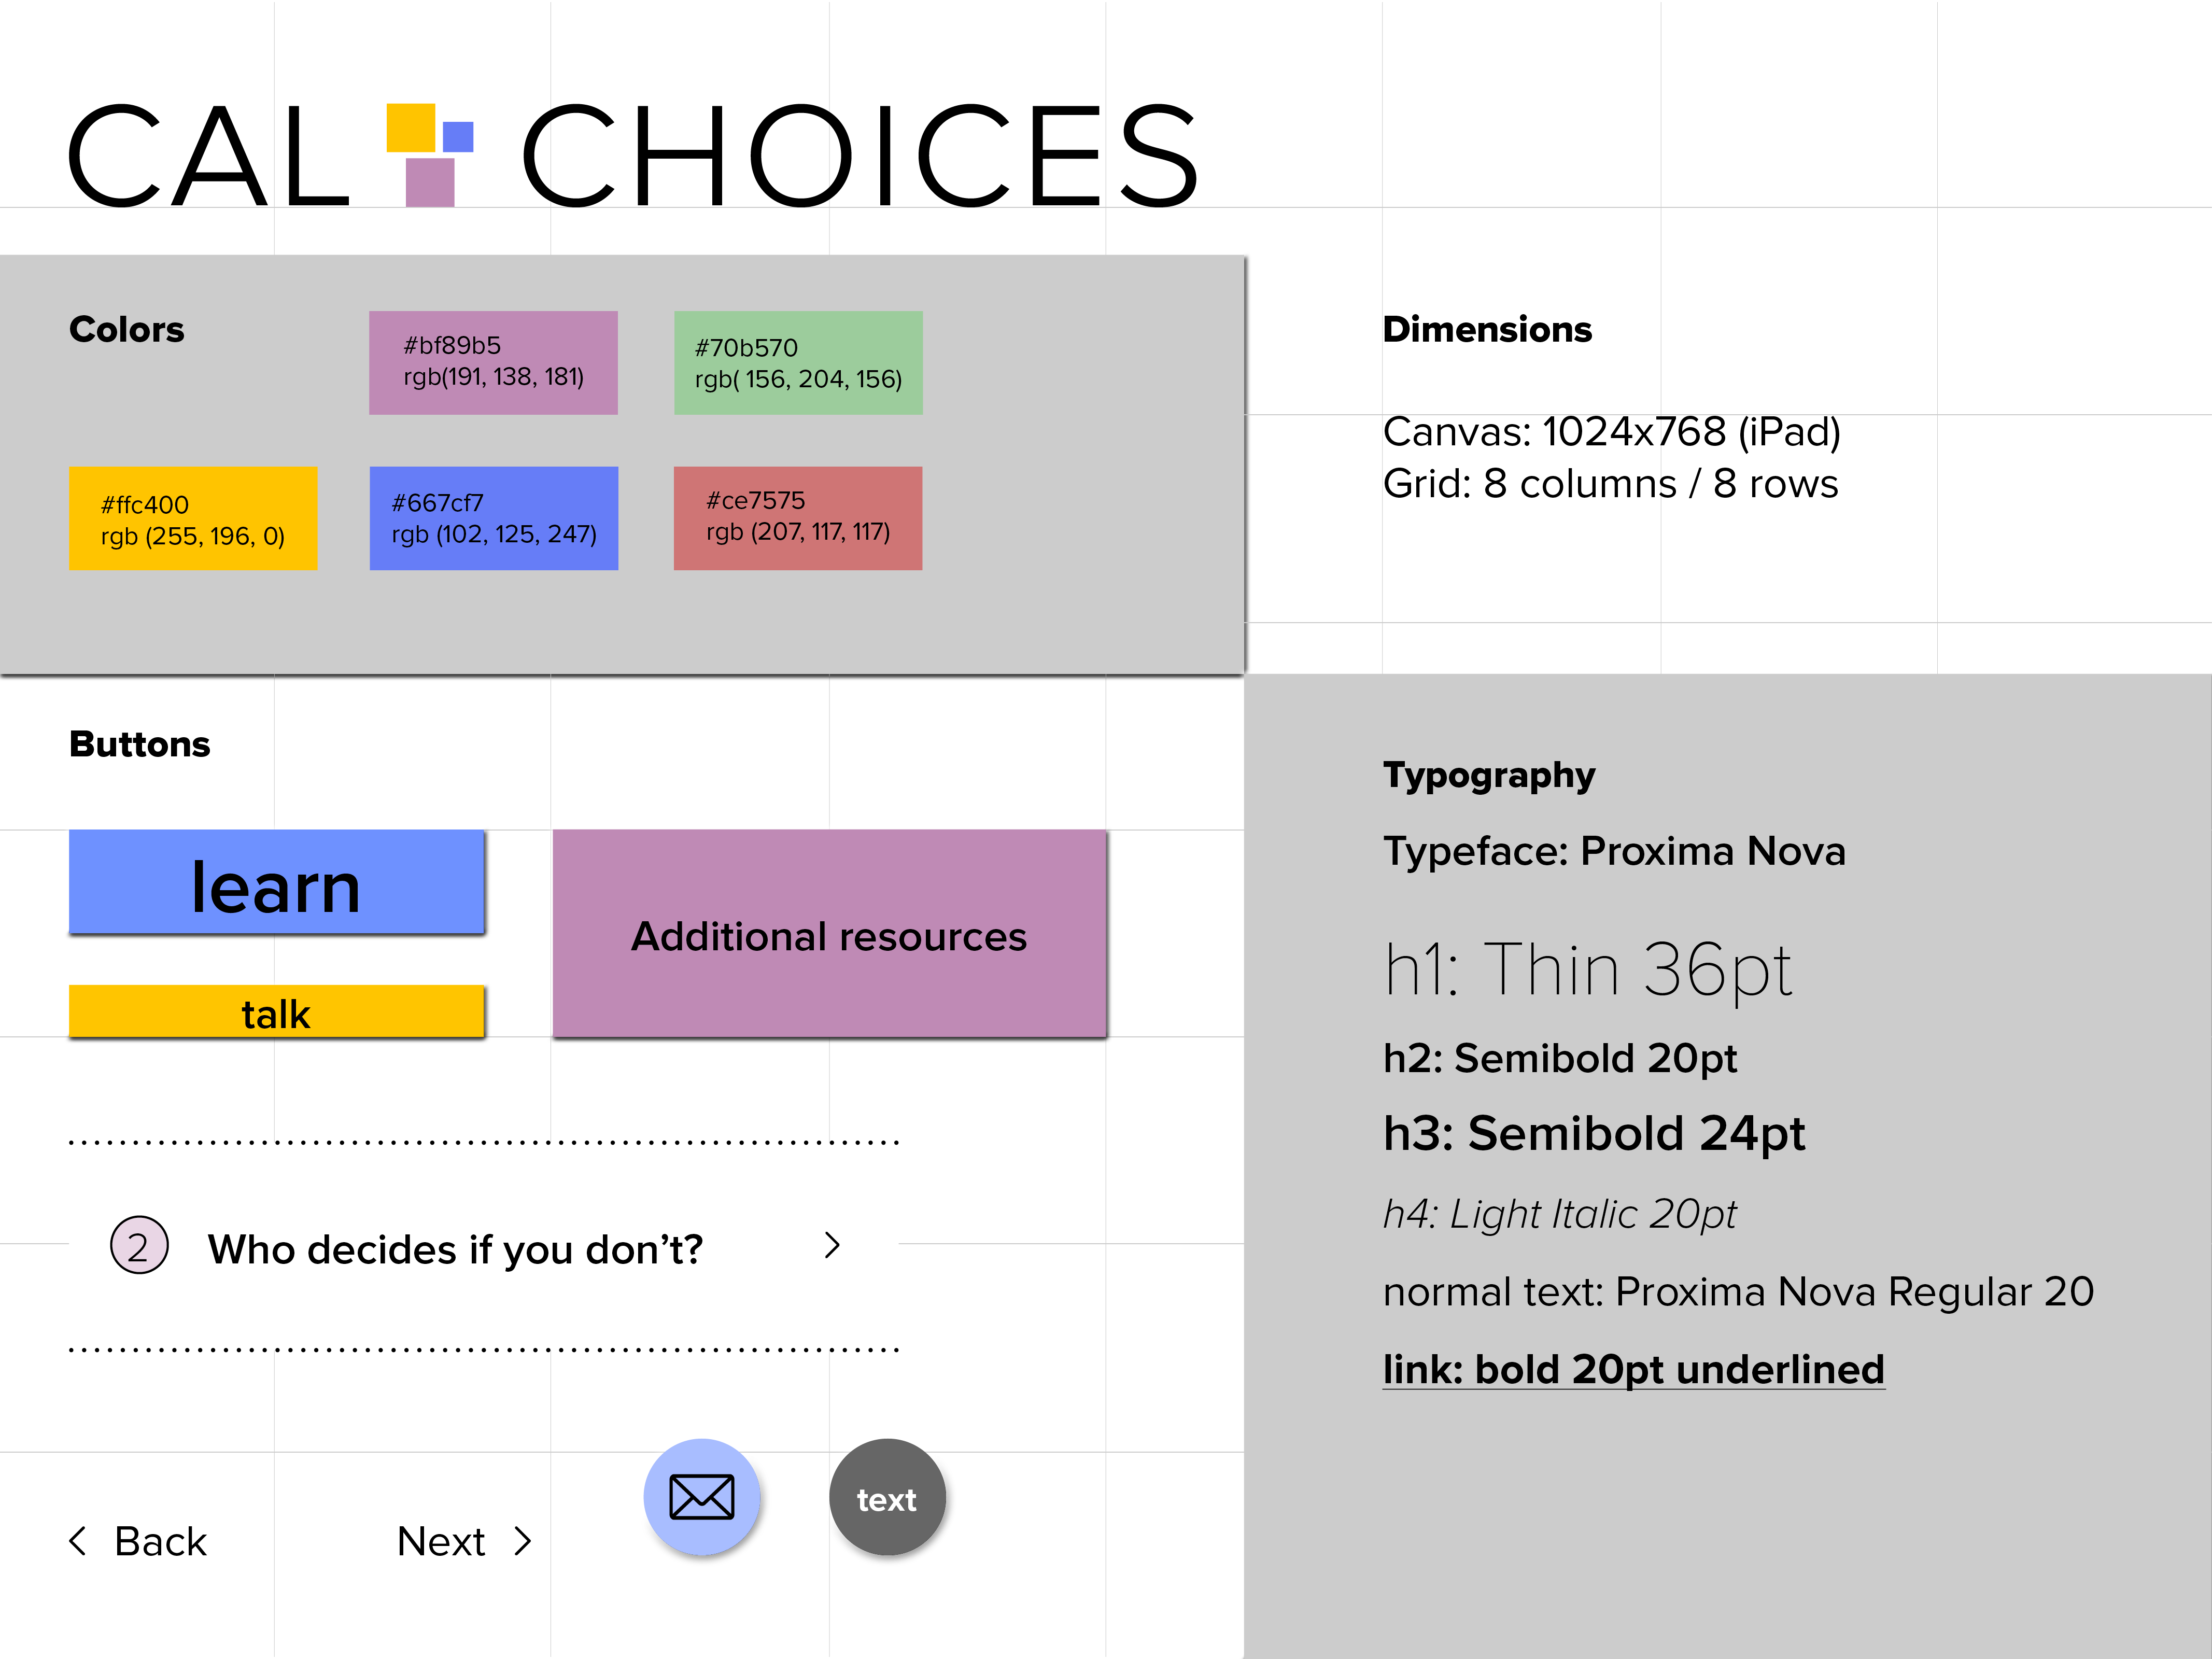 CAL CHOICES
Colors
#bf89b5
rgb(191, 138, 181)
#70b570
rgb( 156, 204, 156)
#ffc400
rgb (255, 196, 0)
#667cf7
rgb (102, 125, 247)
#ce7575
rgb (207, 117, 117)
Dimensions
Canvas: 1024x768 (iPad)
Grid: 8 columns / 8 rows
Buttons
learn
talk
Additional resources
2 Who decides if you don’t? >
< Back
Next >
text
Typography
Typeface: Proxima Nova
h1: Thin 36pt
h2: Semibold 20pt
h3: Semibold 24pt
h4: Light Italic 20pt
normal text: Proxima Nova Regular 20
link: bold 20pt underlined